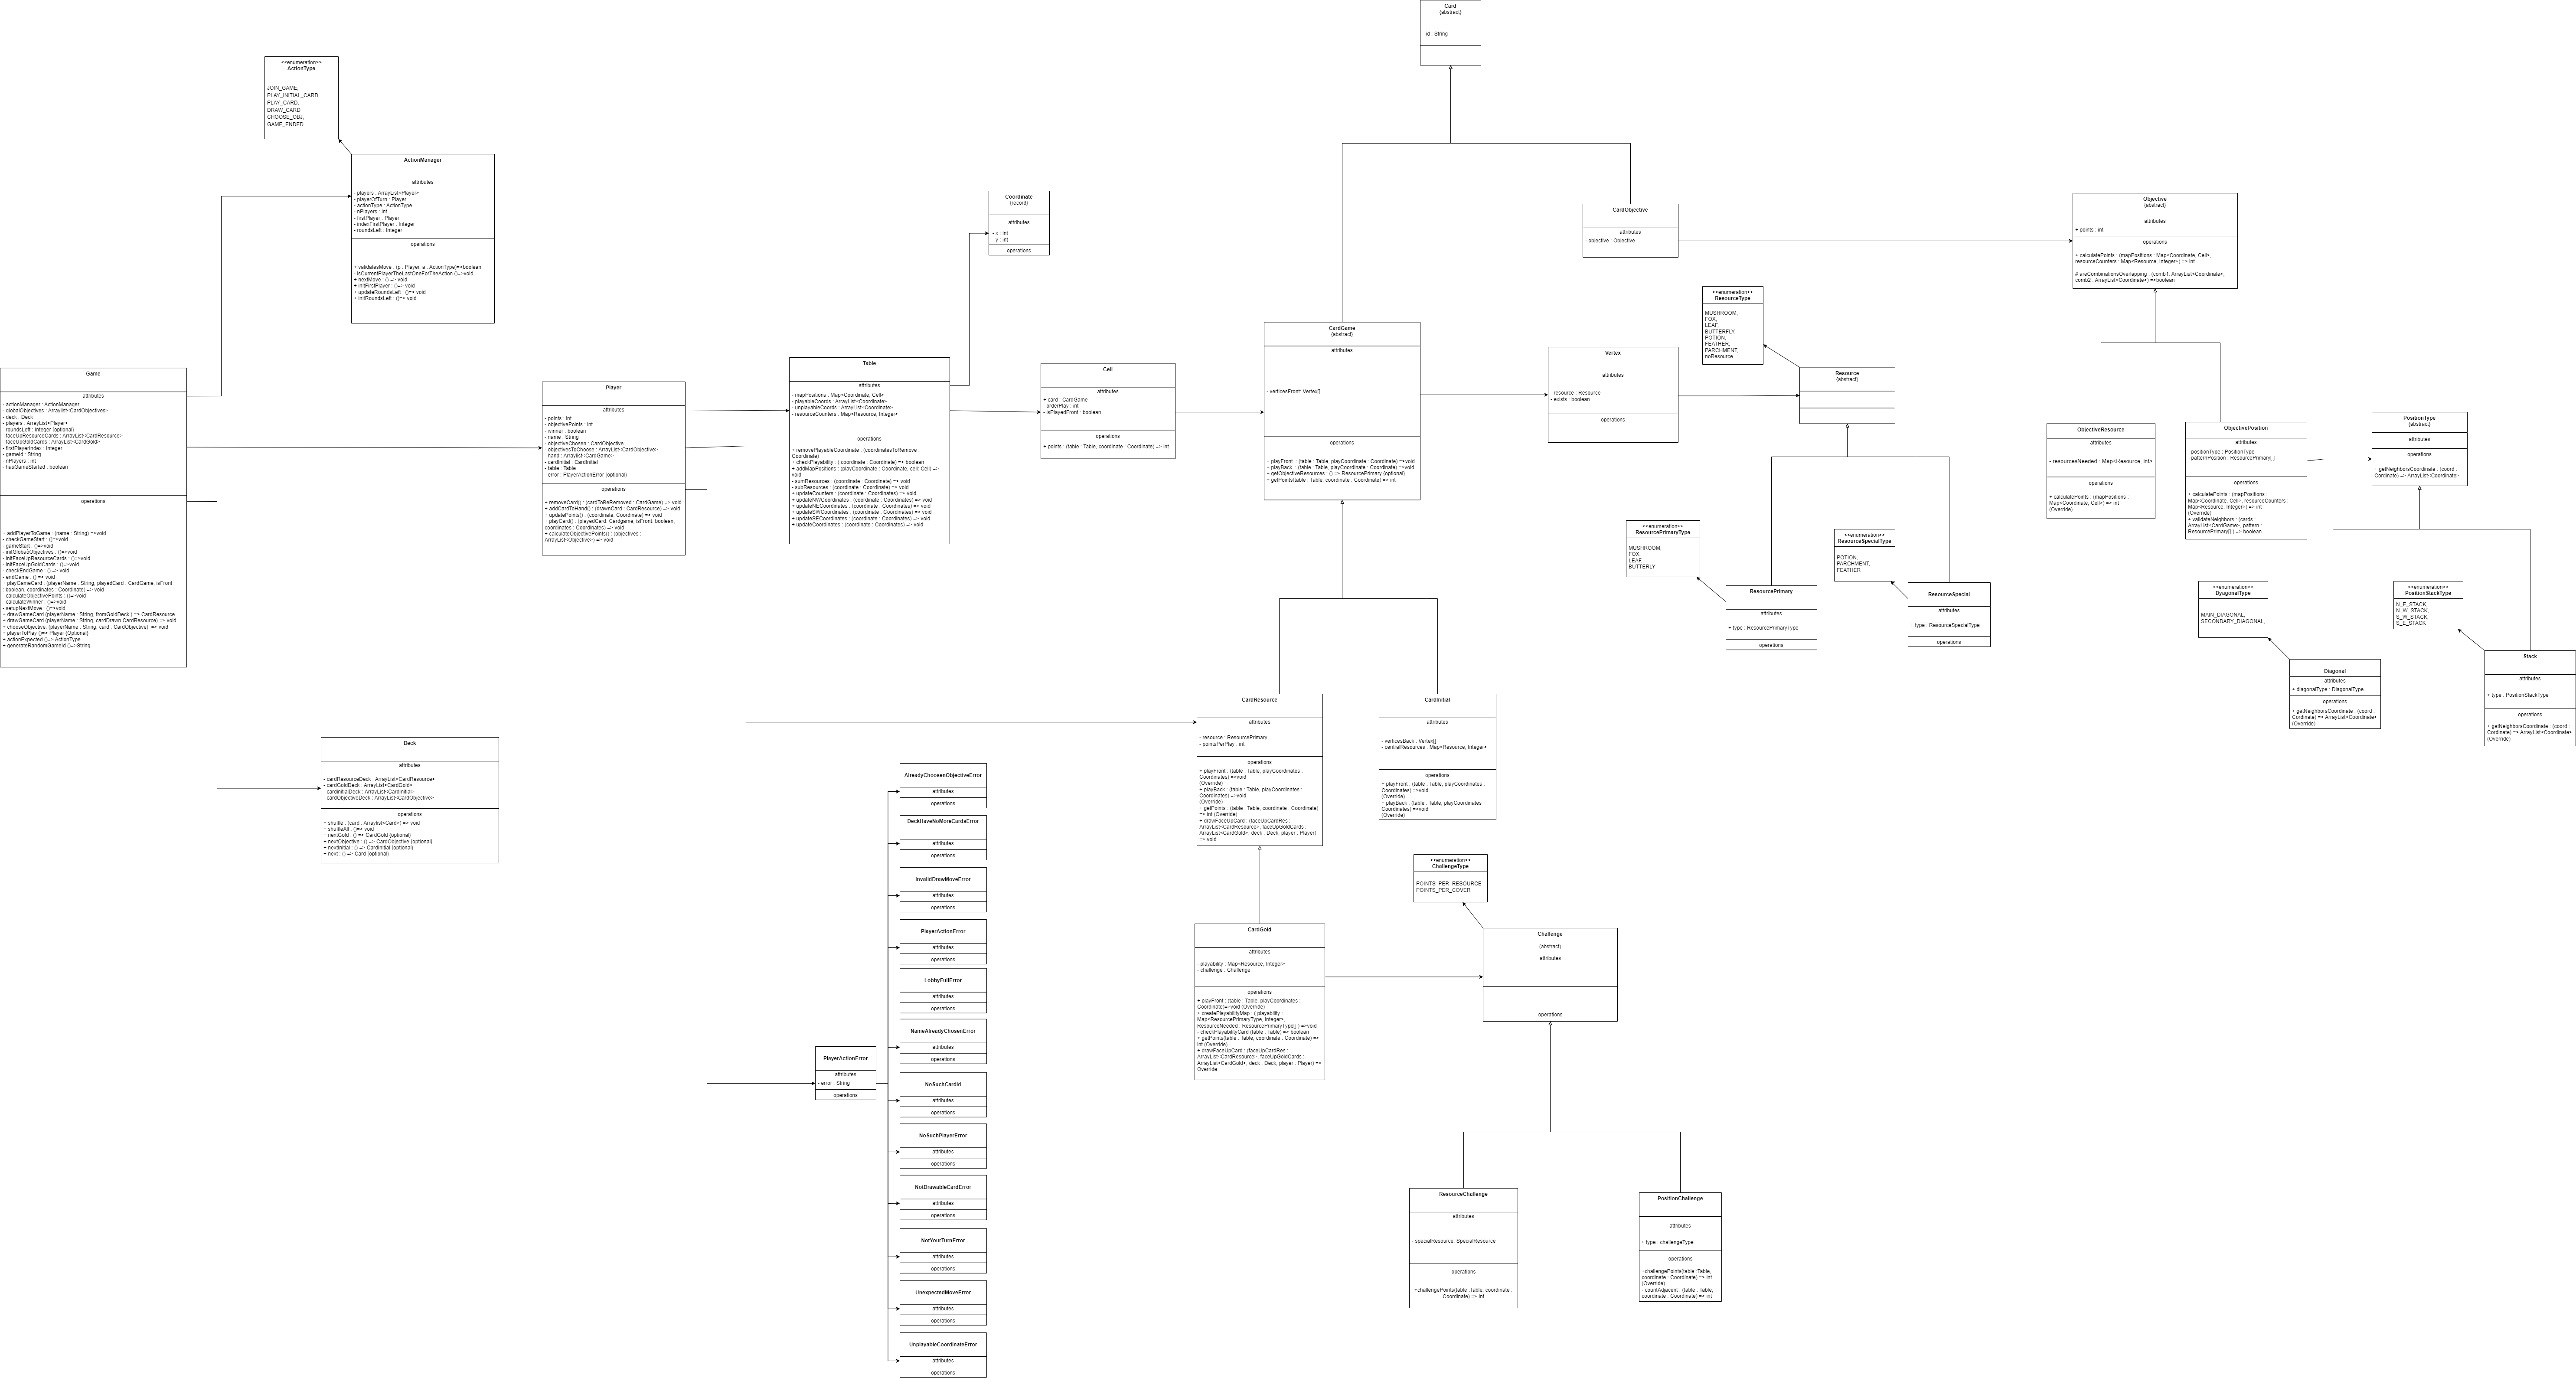 Card
{abstract}
- id : String
<<enumeration>>
ActionType
JOIN_GAME,
PLAY_INITIAL_CARD,
PLAY_CARD,
DRAW_CARD
CHOOSE_OBJ,
GAME_ENDED
ActionManager
attributes
- players : ArrayList<Player>
- playerOfTurn : Player
- actionType : ActionType
- nPlayers : int
- firstPlayer : Player
- indexFirstPlayer : Integer
- roundsLeft : Integer
operations
+ validatesMove : (p : Player, a : ActionType)=>boolean
- isCurrentPlayerTheLastOneForTheAction ()=>void
+ nextMove : () => void
+ initFirstPlayer : ()=> void
+ updateRoundsLeft : ()=> void
+ initRoundsLeft : ()=> void
Coordinate
{record}
attributes
- x : int
- y : int
operations
CardObjective
attributes
- objective : Objective
Objective
{abstract}
attributes
+ points : int
operations
+ calculatePoints : (mapPositions : Map<Coordinate, Cell>,
resourceCounters : Map<Resource, Integer>) => int
# areCombinationsOverlapping : (comb1: ArrayList<Coordinate>,
comb2 : ArrayList<Coordinate>) =>boolean
<<enumeration>>
ResourceType
MUSHROOM,
FOX,
LEAF,
BUTTERFLY,
POTION,
FEATHER,
PARCHMENT,
noResource
Game
attributes
- actionManager : ActionManager
- globalObjectives : Arraylist<CardObjectives>
- deck : Deck
- players : ArrayList<Player>
- roundsLeft : Integer {optional}
- faceUpResourceCards : ArrayList<CardResource>
- faceUpGoldCards : ArrayList<CardGold>
- firstPlayerIndex : Integer
- gameId : String
- nPlayers : int
- hasGameStarted : boolean
operations
+ addPlayerToGame : (name : String) =>void
- checkGameStart : ()=>void
- gameStart : ()=>void
- initGlobalObjectives : ()=>void
- initFaceUpResourceCards : ()=>void
- initFaceUpGoldCards : ()=>void
- checkEndGame : () => void
- endGame : () => void
+ playGameCard : (playerName : String, playedCard : CardGame, isFront
: boolean, coordinates : Coordinate) => void
- calculateObjectivePoints : ()=>void
- calculateWinner : ()=>void
- setupNextMove : ()=>void
+ drawGameCard (playerName : String, fromGoldDeck ) => CardResource
+ drawGameCard (playerName : String, cardDrawn CardResource) => void
+ chooseObjective: (playerName : String, card : CardObjective) => void
+ playerToPlay ()=> Player {Optional}
+ actionExpected ()=> ActionType
+ generateRandomGameId ()=>String
Player
attributes
- points : int
- objectivePoints : int
- winner : boolean
- name : String
- objectiveChosen : CardObjective
- objectivesToChoose : ArrayList<CardObjective>
- hand : Arraylist<CardGame>
- cardInitial : CardInitial
- table : Table
- error : PlayerActionError {optional}
operations
+ removeCard() : (cardToBeRemoved : CardGame) => void
+ addCardToHand() : (drawnCard : CardResource) => void
+ updatePoints() : (coordinate: Coordinate) => void
+ playCard() : (playedCard: Cardgame, isFront: boolean,
coordinates : Coordinates) => void
+ calculateObjectivePoints() : (objectives :
ArrayList<Objective>) => void
Table
attributes
- mapPositions : Map<Coordinate, Cell>
- playableCoords : ArrayList<Coordinate>
- unplayableCoords : ArrayList<Coordinate>
- resourceCounters : Map<Resource, Integer>
operations
+ removePlayableCoordinate : (coordinatesToRemove :
Coordinate)
+ checkPlayability : ( coordinate : Coordinate) => boolean
+ addMapPositions : (playCoordinate : Coordinate, cell: Cell) =>
void
- sumResources : (coordinate : Coordinate) => void
- subResources : (coordinate : Coordinate) => void
+ updateCounters : (coordinate : Coordinates) => void
+ updateNWCoordinates : (coordinate : Coordinates) => void
+ updateNECoordinates : (coordinate : Coordinates) => void
+ updateSWCoordinates : (coordinate : Coordinates) => void
+ updateSECoordinates : (coordinate : Coordinates) => void
+ updateCoordinates : (coordinate : Coordinates) => void
Cell
attributes
+ card : CardGame
- orderPlay : int
- isPlayedFront : boolean
operations
+ points : (table : Table, coordinate : Coordinate) => int
CardGame
{abstract}
attributes
- verticesFront: Vertex[]
operations
+ playFront : (table : Table, playCoordinate : Coordinate) =>void
+ playBack : (table : Table, playCoordinate : Coordinate) =>void
+ getObjectiveResources : () => ResourcePrimary {optional}
+ getPoints(table : Table, coordinate : Coordinate) => int
Vertex
attributes
- resource : Resource
- exists : boolean
operations
Resource
{abstract}
ObjectiveResource
attributes
- resourcesNeeded : Map<Resource, Int>
operations
+ calculatePoints : (mapPositions :
Map<Coordinate, Cell>) => int
(Override)
ObjectivePosition
attributes
- positionType : PositionType
- patternPosition : ResourcePrimary[ ]
operations
+ calculatePoints : (mapPositions :
Map<Coordinate, Cell>, resourceCounters :
Map<Resource, Integer>) => int
(Override)
+ validateNeighbors : (cards :
ArrayList<CardGame>, pattern :
ResourcePrimary[] ) => boolean
PositionType
{abstract}
attributes
operations
+ getNeighborsCoordinate : (coord :
Cordinate) => ArrayList<Coordinate>
<<enumeration>>
ResourcePrimaryType
MUSHROOM,
FOX,
LEAF,
BUTTERLY
<<enumeration>>
ResourceSpecialType
POTION,
PARCHMENT,
FEATHER
ResourcePrimary
attributes
+ type : ResourcePrimaryType
operations
ResourceSpecial
attributes
+ type : ResourceSpecialType
operations
<<enumeration>>
DyagonalType
MAIN_DIAGONAL,
SECONDARY_DIAGONAL,
<<enumeration>>
PositionStackType
N_E_STACK,
N_W_STACK,
S_W_STACK,
S_E_STACK
Diagonal
attributes
+ diagonalType : DiagonalType
operations
+ getNeighborsCoordinate : (coord :
Cordinate) => ArrayList<Coordinate>
(Override)
Stack
attributes
+ type : PositionStackType
operations
+ getNeighborsCoordinate : (coord :
Cordinate) => ArrayList<Coordinate>
(Override)
CardResource
attributes
- resource : ResourcePrimary
- pointsPerPlay : int
operations
+ playFront : (table : Table, playCoordinates :
Coordinates) =>void
(Override)
+ playBack : (table : Table, playCoordinates :
Coordinates) =>void
(Override)
+ getPoints : (table : Table, coordinate : Coordinate)
=> int (Override)
+ drawFaceUpCard : (faceUpCardRes :
ArrayList<CardResource>, faceUpGoldCards :
ArrayList<CardGold>, deck : Deck, player : Player)
=> void
CardInitial
attributes
- verticesBack : Vertex[]
- centralResources : Map<Resource, Integer>
operations
+ playFront : (table : Table, playCoordinates :
Coordinates) =>void
(Override)
+ playBack : (table : Table, playCoordinates :
Coordinates) =>void
(Override)
Deck
attributes
- cardResourceDeck : ArrayList<CardResource>
- cardGoldDeck : ArrayList<CardGold>
- cardInitialDeck : ArrayList<CardInitial>
- cardObjectiveDeck : ArrayList<CardObjective>
operations
+ shuffle : (card : Arraylist<Card>) => void
+ shuffleAll : ()=> void
+ nextGold : () => CardGold {optional}
+ nextObjective : () => CardObjective {optional}
+ nextInitial : () => CardInitial {optional}
+ next : () => Card {optional}
AlreadyChoosenObjectiveError
attributes
operations
DeckHaveNoMoreCardsError
attributes
operations
InvalidDrawMoveError
attributes
operations
PlayerActionError
attributes
operations
LobbyFullError
attributes
operations
NameAlreadyChosenError
attributes
operations
PlayerActionError
attributes
- error : String
operations
NoSuchCardId
attributes
operations
NoSuchPlayerError
attributes
operations
NotDrawableCardError
attributes
operations
NotYourTurnError
attributes
operations
UnexpectedMoveError
attributes
operations
UnplayableCoordinateError
attributes
operations
<<enumeration>>
ChallengeType
POINTS_PER_RESOURCE
POINTS_PER_COVER
CardGold
attributes
- playability : Map<Resource, Integer>
- challenge : Challenge
operations
+ playFront : (table : Table, playCoordinates :
Coordinate)=>void (Override)
+ createPlayabilityMap : ( playability :
Map<ResourcePrimaryType, Integer>,
ResourceNeeded : ResourcePrimaryType[] ) =>void
- checkPlayabilityCard (table : Table) => boolean
+ getPoints(table : Table, coordinate : Coordinate) =>
int (Override)
+ drawFaceUpCard : (faceUpCardRes :
ArrayList<CardResource>, faceUpGoldCards :
ArrayList<CardGold>, deck : Deck, player : Player) =>
Override
Challenge
{abstract}
attributes
operations
ResourceChallenge
attributes
- specialResource: SpecialResource
operations
+challengePoints(table :Table, coordinate :
Coordinate) => int
PositionChallenge
attributes
+ type : challengeType
operations
+challengePoints(table :Table,
coordinate : Coordinate) => int
(Override)
- countAdjacent : (table : Table,
coordinate : Coordinate) => int